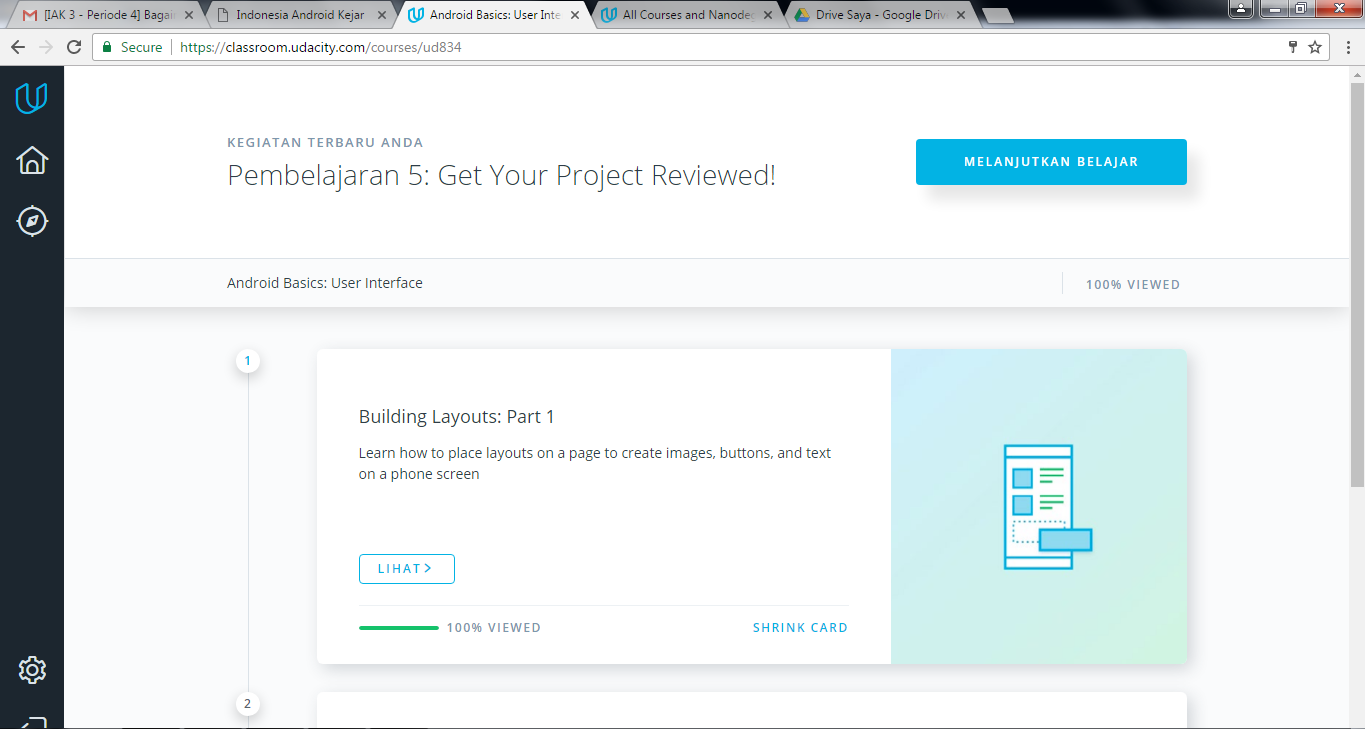 [IAK 3 - Periode 4] Bagai
Indonesia Android Kejar
Android Basics: User Inte
All Courses and Nanodeg
Drive Saya - Google Driv
Secure
https://classroom.udacity.com/courses/ud834
KEGIATAN TERBARU ANDA
Pembelajaran 5: Get Your Project Reviewed!
MELANJUTKAN BELAJAR
Android Basics: User Interface
100% VIEWED
1
Building Layouts: Part 1
Learn how to place layouts on a page to create images, buttons, and text
on a phone screen
LIHAT
100% VIEWED
SHRINK CARD
2